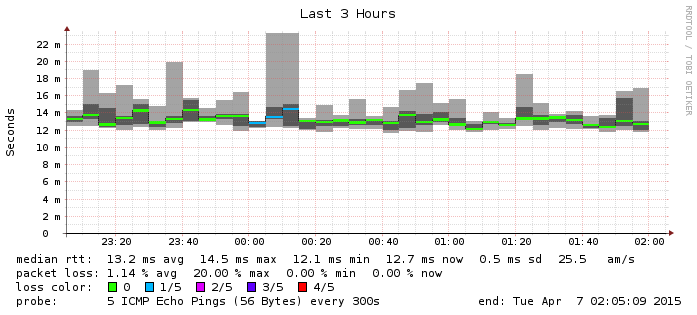 Last 3 Hours
RRDTOOL / TOBI OETIKER
Seconds
22 m
20 m
18 m
16 m
14 m
12 m
10 m
8 m
6 m
4 m
2 m
0
23:20 23:40 00:00 00:20 00:40 01:00 01:20 01:40 02:00
median rtt: 13.2 ms avg 14.5 ms max 12.1 ms min 12.7 ms now 0.5 ms sd 25.5 am/s
packet loss: 1.14 % avg 20.00 % max 0.00 % min 0.00 % now
loss color: 0 1/5 2/5 3/5 4/5
probe: 5 ICMP Echo Pings (56 Bytes) every 300s end: Tue Apr 7 02:05:09 2015